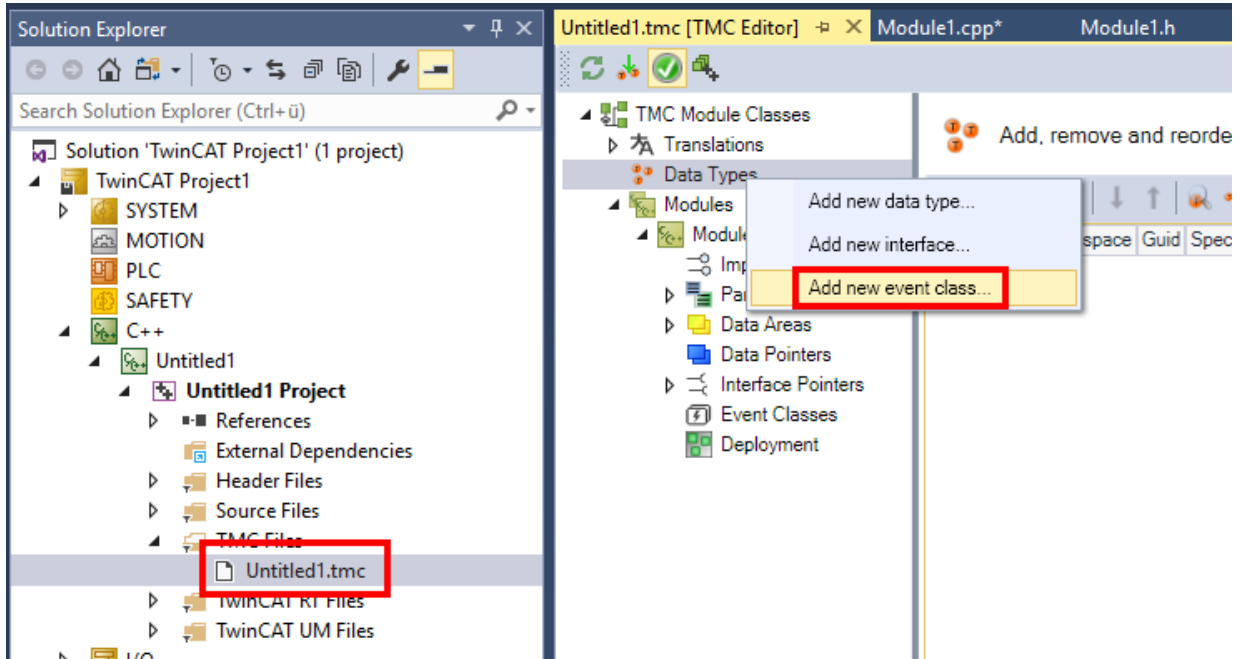 Solution Explorer
Search Solution Explorer (Ctrl+ü)
Solution 'TwinCAT Project1' (1 project)
TwinCAT Project1
SYSTEM
MOTION
PLC
SAFETY
C++
Untitled1
Untitled1 Project
References
External Dependencies
Header Files
Source Files
TMC Files
Untitled1.tmc
TwinCAT RT Files
TwinCAT UM Files
I/O
Untitled1.tmc [TMC Editor]
Module1.cpp*
Module1.h
TMC Module Classes
Translations
Data Types
Modules
Module
Imp
Par
Data Areas
Data Pointers
Interface Pointers
Event Classes
Deployment
Add new data type...
Add new interface...
Add new event class...
Add, remove and reorde
space Guid Spec